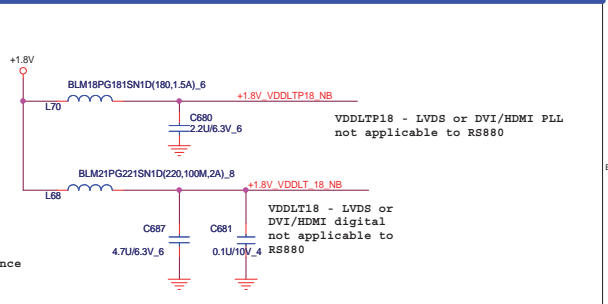 +1.8V
BLM18PG181SN1D(180,1.5A)_6
+1.8V_VDDLTP18_NB
L70
C680
2.2U/6.3V_6
VDDLTP18 - LVDS or DVI/HDMI PLL
not applicable to RS880
BLM21PG221SN1D(220,100M,2A)_8
+1.8V_VDDLT_18_NB
L68
VDDLT18 - LVDS or
DVI/HDMI digital
not applicable to
RS880
C687
C681
4.7U/6.3V_6
0.1U/10V_4
nce